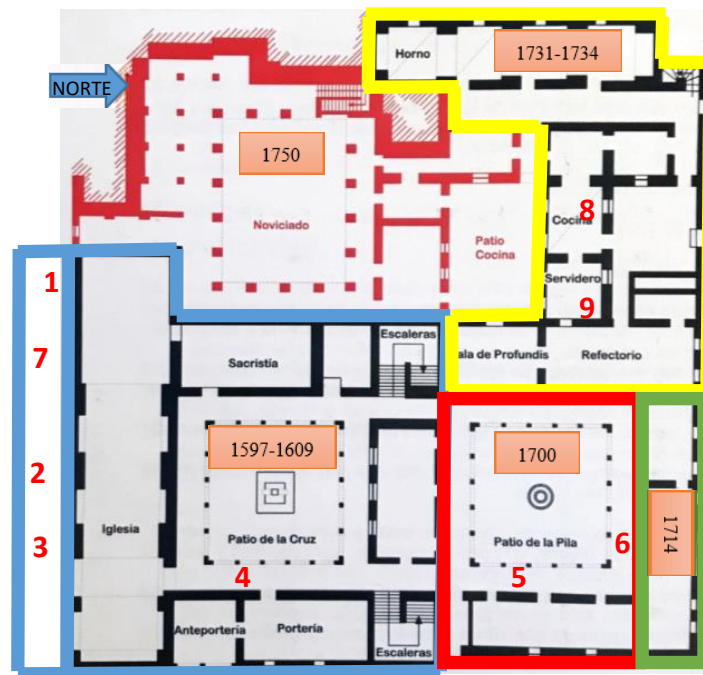 Horno
1731-1734
NORTE
1750
Noviciado
Patio
Cocina
8
Cocina
Servidero
9
1
7
2
3
Escaleras
ala de Profundis
Refectorio
Sacristía
1597-1609
1700
Iglesia
Patio de la Cruz
Patio de la Pila
6
1714
4
5
Anteportería
Portería
Escaleras